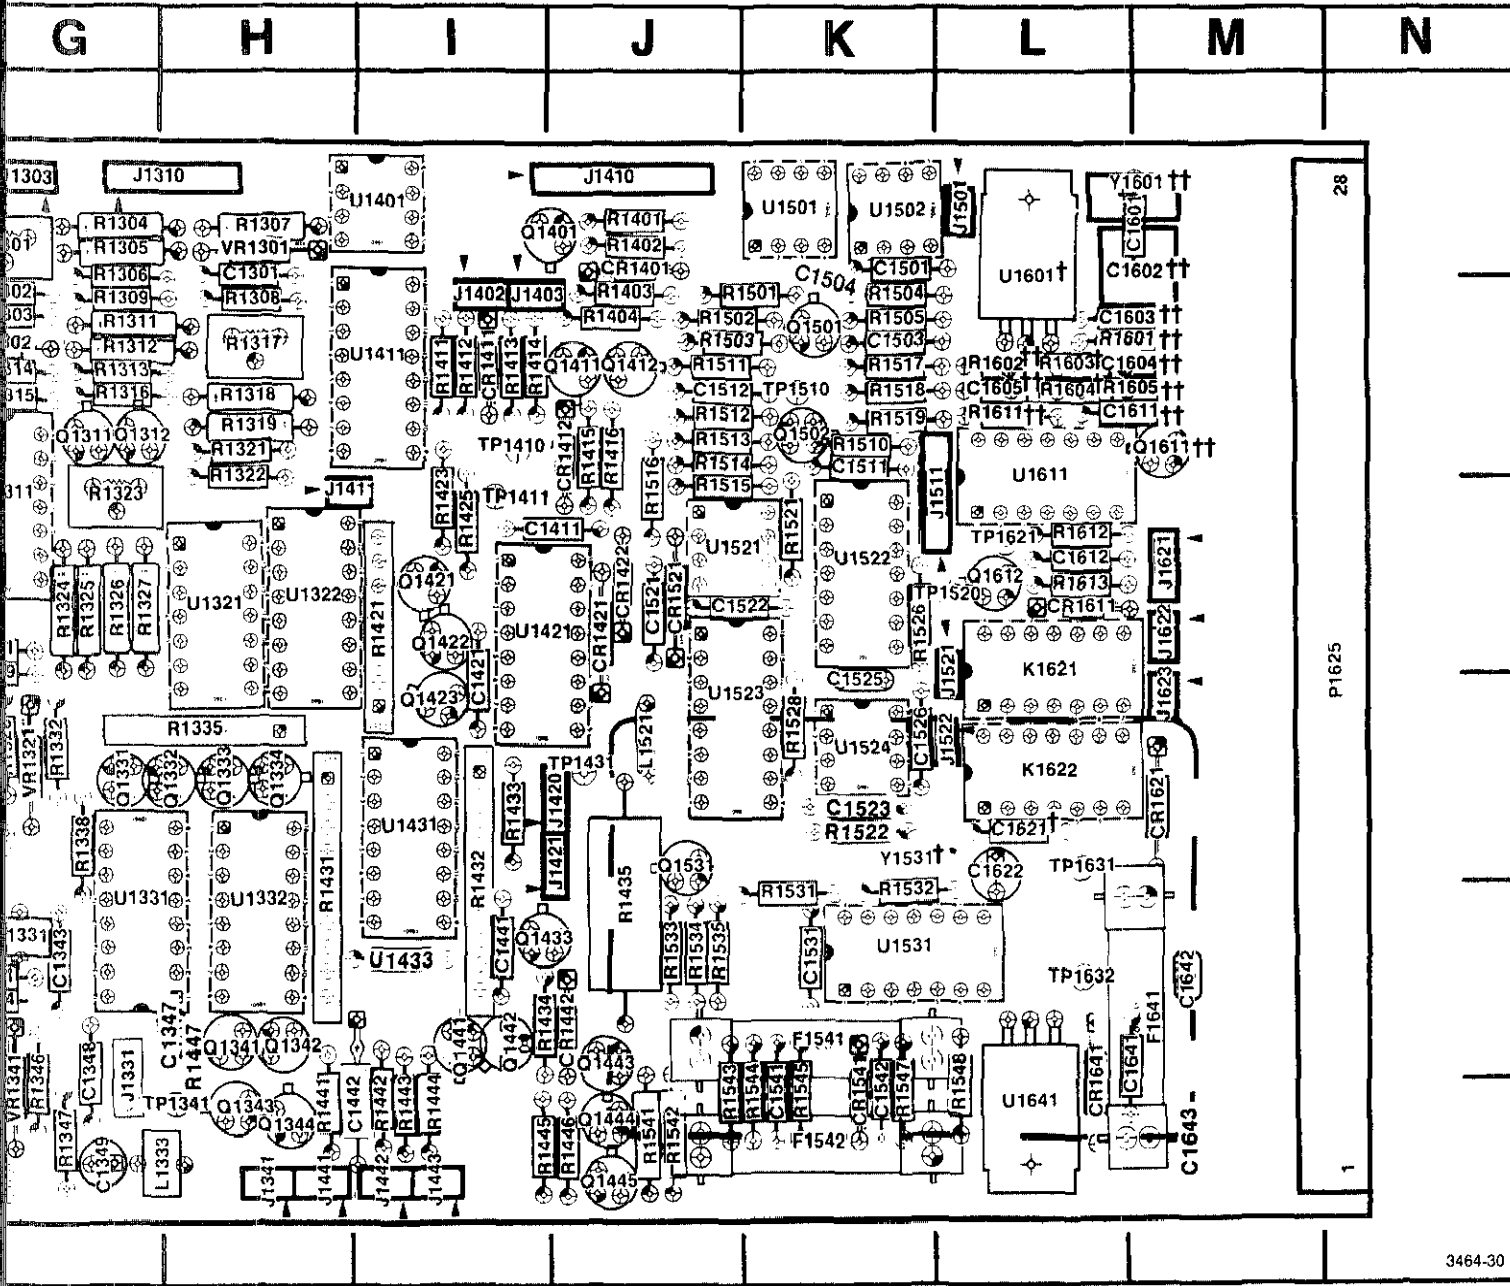 G H I J K L M N
J1303 J1310 U1401 J1410 U1501 U1502 J1501 Y1601†† C1601
R1304 R1307 Q1401 R1401 U1601† C1602††
R1305 VR1301 R1402
R1306 C1301 CR1401 C1504 C1501
R1309 R1308 J1402 J1403 R1403 R1501 R1504
R1311 R1317 R1404 R1502 Q1501 R1505 C1603††
R1312 U1411 R1411 R1412 CR1411 R1413 R1414 R1503 C1503 R1601††
R1313 Q1411 Q1412 R1511 R1517 R1602†† R1603† C1604††
R1316 R1318 C1512 TP1510 R1518 C1605†† R1604† R1605††
Q1311 Q1312 R1319 R1512 Q1502 R1519 R1611†† C1611††
R1321 TP1410 CR1412 R1415 R1416 R1513 R1510 Q1611††
R1322 R1514 C1511 U1611
R1323 J1411 R1423 R1425 TP1411 R1516 R1515 J1511
C1411 U1521 R1521 U1522 TP1621 R1612
R1324 R1325 R1326 R1327 U1321 U1322 R1421 Q1421 CR1422 C1521 CR1521 Q1612 C1612 J1621
TP1520 R1613
Q1422 U1421 CR1421 C1522 R1526 CR1611 J1622
Q1423 C1421 U1523 C1525 J1521 K1621 J1623 P1625 28 1
VR1321 R1332 R1335 L1521 R1528 U1524 C1526 J1522
Q1331 Q1332 Q1333 Q1334 TP1431 K1622
R1338 U1431 R1433 J1420 C1523 CR1621
R1431 R1432 J1421 R1522 C1621†
U1331 U1332 R1435 Q1531 Y1531† C1622 TP1631
R1531 R1532
C1343 U1433 C1441 Q1433 R1533 R1534 R1535 C1531 U1531 TP1632 C1642
C1347 R1447 R1434 CR1442 F1641
VR1341 R1346 C1348 J1331 Q1341 Q1342 Q1441 Q1442 Q1443 F1541
TP1341 R1441 C1442 R1442 R1443 R1444 R1543 R1544 C1541 R1545 CR1541 C1542 R1547 R1548 U1641 CR1641 C1641
R1347 Q1343 Q1344 R1445 R1446 Q1444 R1541 R1542 F1542 C1643
C1349 L1333 J1341 J1441 J1442 J1443 Q1445
3464-30